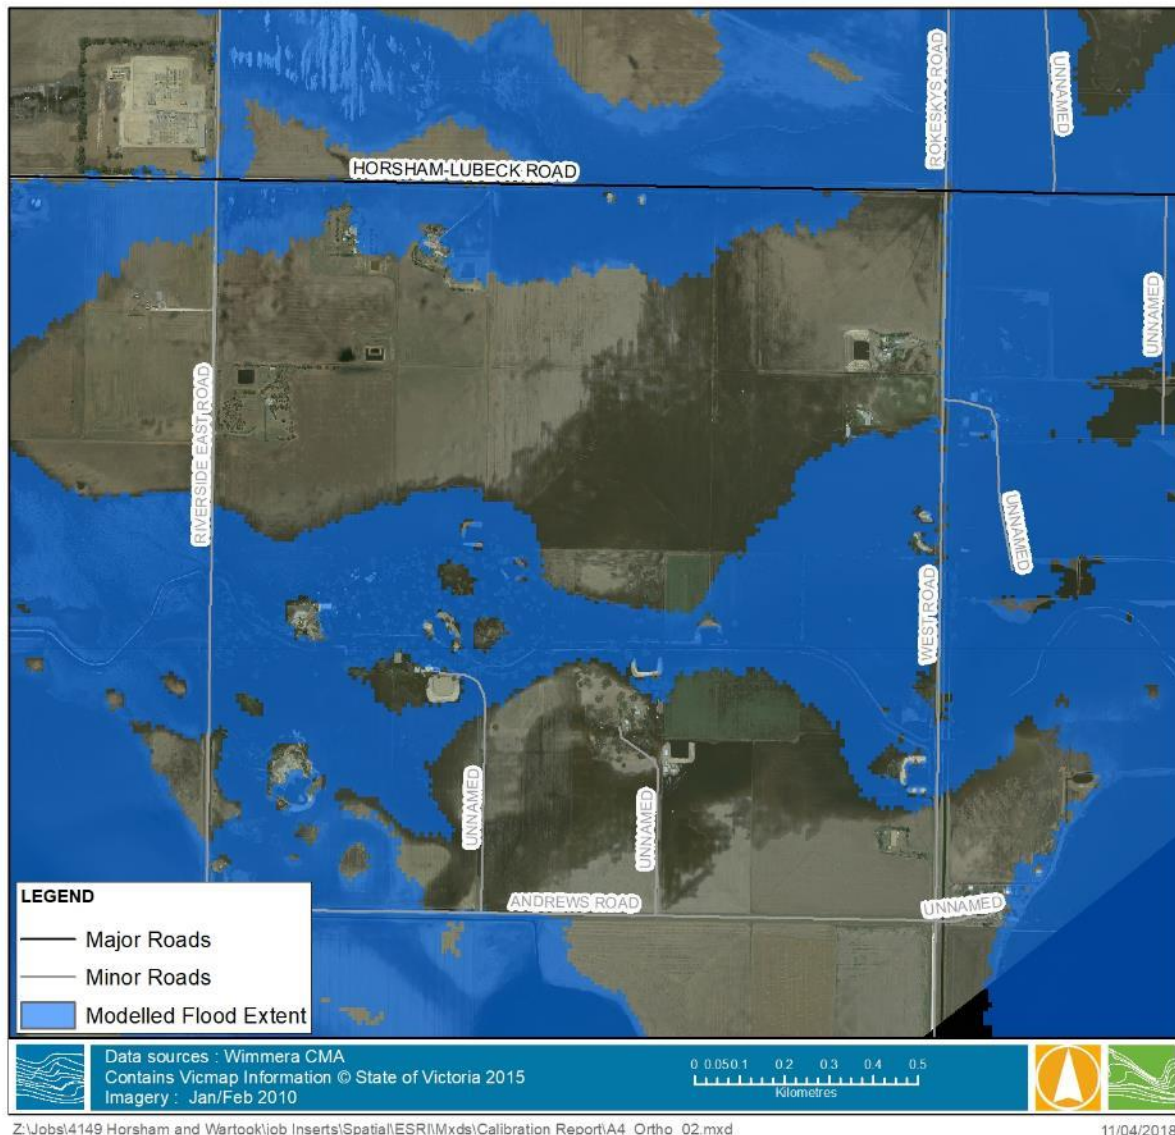 ROKESKYS ROAD
UNNAMED
HORSHAM-LUBECK ROAD
UNNAMED
RIVERSIDE EAST ROAD
UNNAMED
WEST ROAD
UNNAMED
UNNAMED
ANDREWS ROAD
UNNAMED
LEGEND
Major Roads
Minor Roads
Modelled Flood Extent
Data sources : Wimmera CMA
Contains Vicmap Information © State of Victoria 2015
Imagery : Jan/Feb 2010
0 0.05 0.1 0.2 0.3 0.4 0.5
Kilometres
Z:\Jobs\4149 Horsham and Wartook\job Inserts\Spatial\ESRI\Mxds\Calibration Report\A4_Ortho_02.mxd
11/04/2018